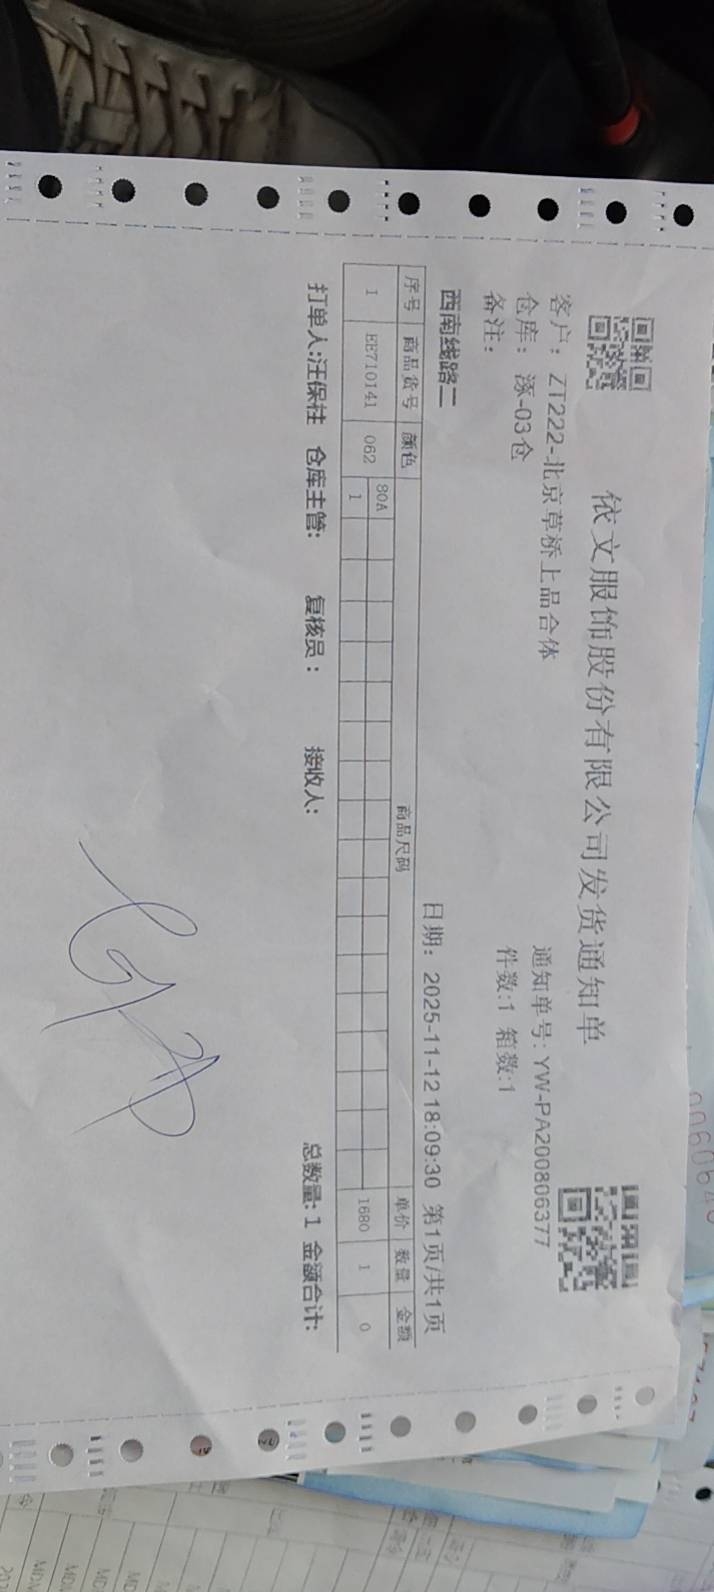 依文服饰股份有限公司发货通知单
客户: ZT222-北京草桥上品合体
通知单号: YW-PA200806377
仓库: 涿-03仓
件数:1 箱数:1
备注:
西南线路二
日期: 2025-11-12 18:09:30 第1页/共1页
序号 商品货号 颜色 商品尺码 单价 数量 金额
80A
1 EE710141 062 1 1680 1 0
打单人:汪保柱 仓库主管: 复核员: 接收人: 总数量: 1 金额合计: